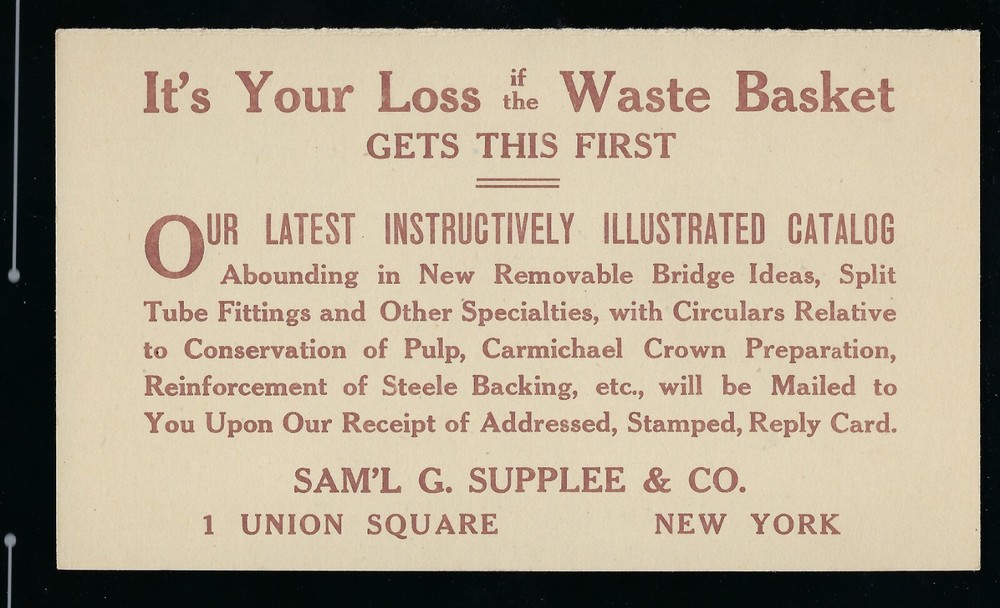 It's Your Loss if the Waste Basket
GETS THIS FIRST
OUR LATEST INSTRUCTIVELY ILLUSTRATED CATALOG
Abounding in New Removable Bridge Ideas, Split
Tube Fittings and Other Specialties, with Circulars Relative
to Conservation of Pulp, Carmichael Crown Preparation,
Reinforcement of Steele Backing, etc., will be Mailed to
You Upon Our Receipt of Addressed, Stamped, Reply Card.
SAM'L G. SUPPLEE & CO.
1 UNION SQUARE NEW YORK